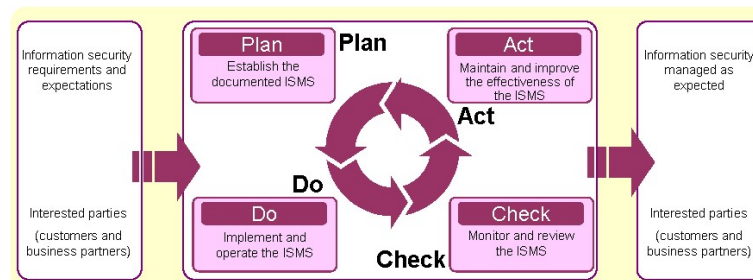 Information security
requirements and
expectations
Interested parties
(customers and
business partners)
Plan
Establish the
documented ISMS
Plan
Act
Maintain and improve
the effectiveness of
the ISMS
Act
Do
Do
Implement and
operate the ISMS
Check
Check
Monitor and review
the ISMS
Information security
managed as
expected
Interested parties
(customers and
business partners)